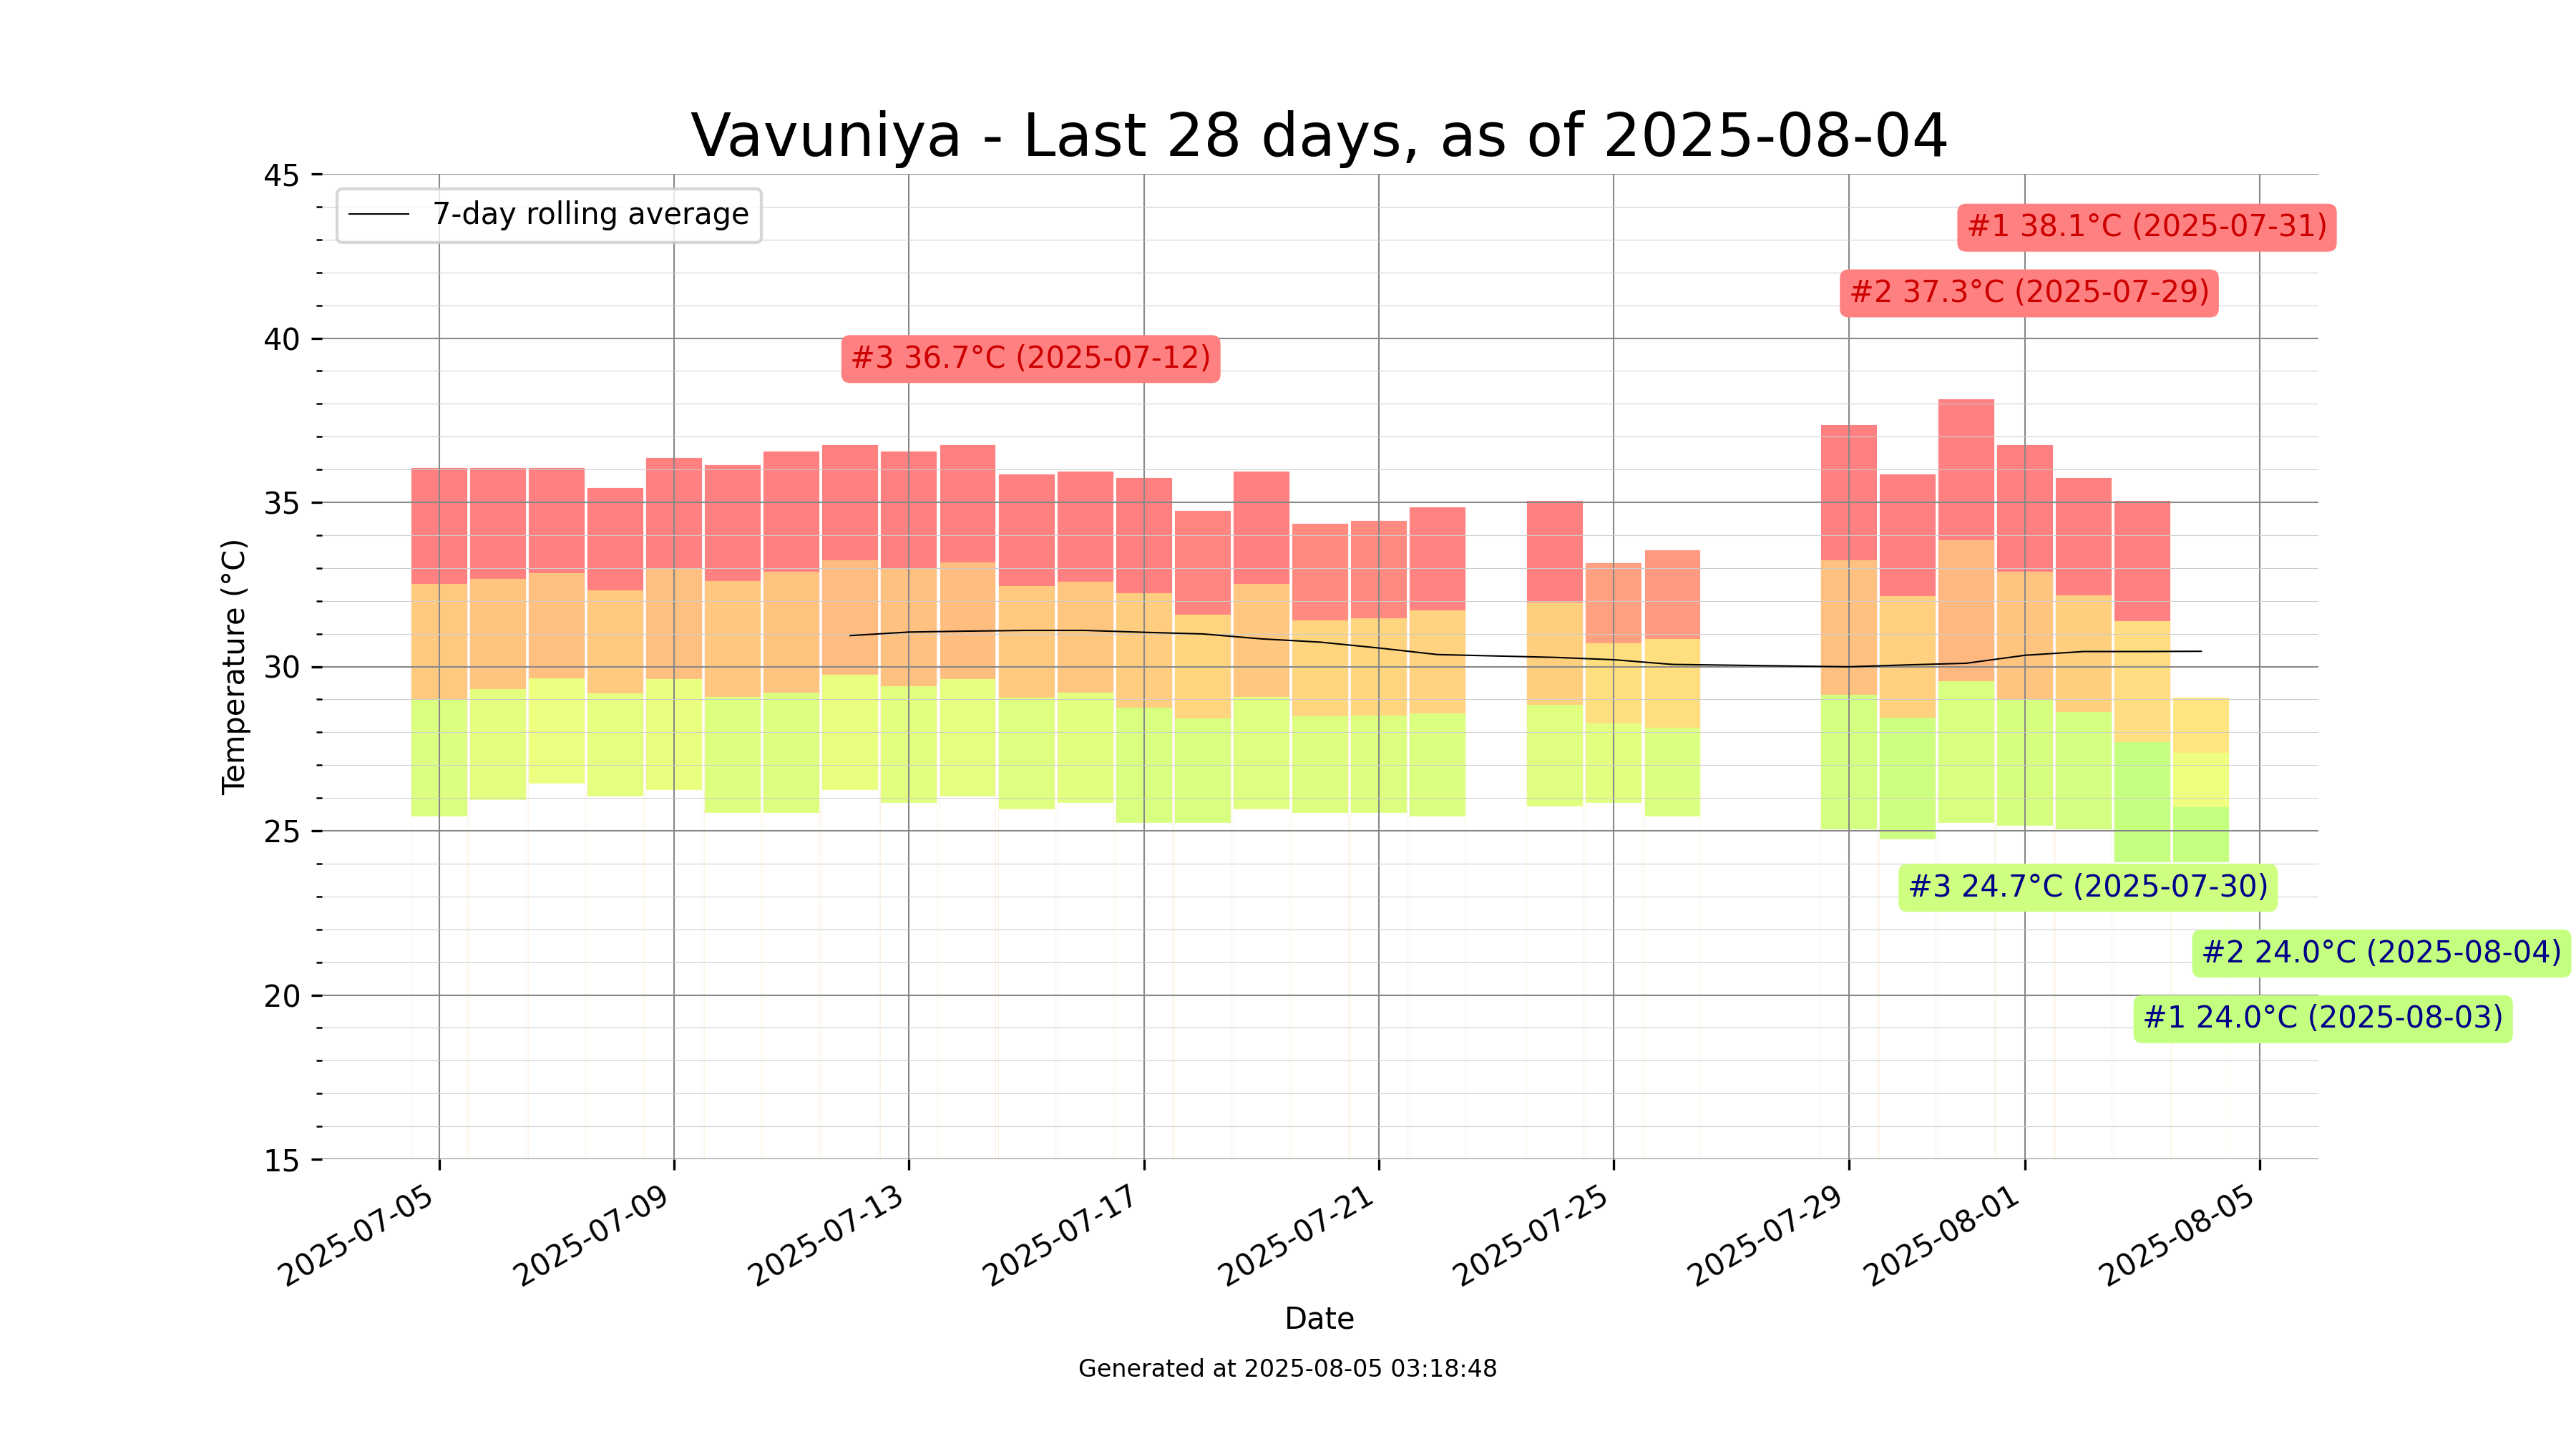 Vavuniya - Last 28 days, as of 2025-08-04
45
7-day rolling average
#1 38.1°C (2025-07-31)
#2 37.3°C (2025-07-29)
40
#3 36.7°C (2025-07-12)
35
Temperature (°C)
30
25
#3 24.7°C (2025-07-30)
#2 24.0°C (2025-08-04)
20
#1 24.0°C (2025-08-03)
15
2025-07-05
2025-07-09
2025-07-13
2025-07-17
2025-07-21
2025-07-25
2025-07-29
2025-08-01
2025-08-05
Date
Generated at 2025-08-05 03:18:48